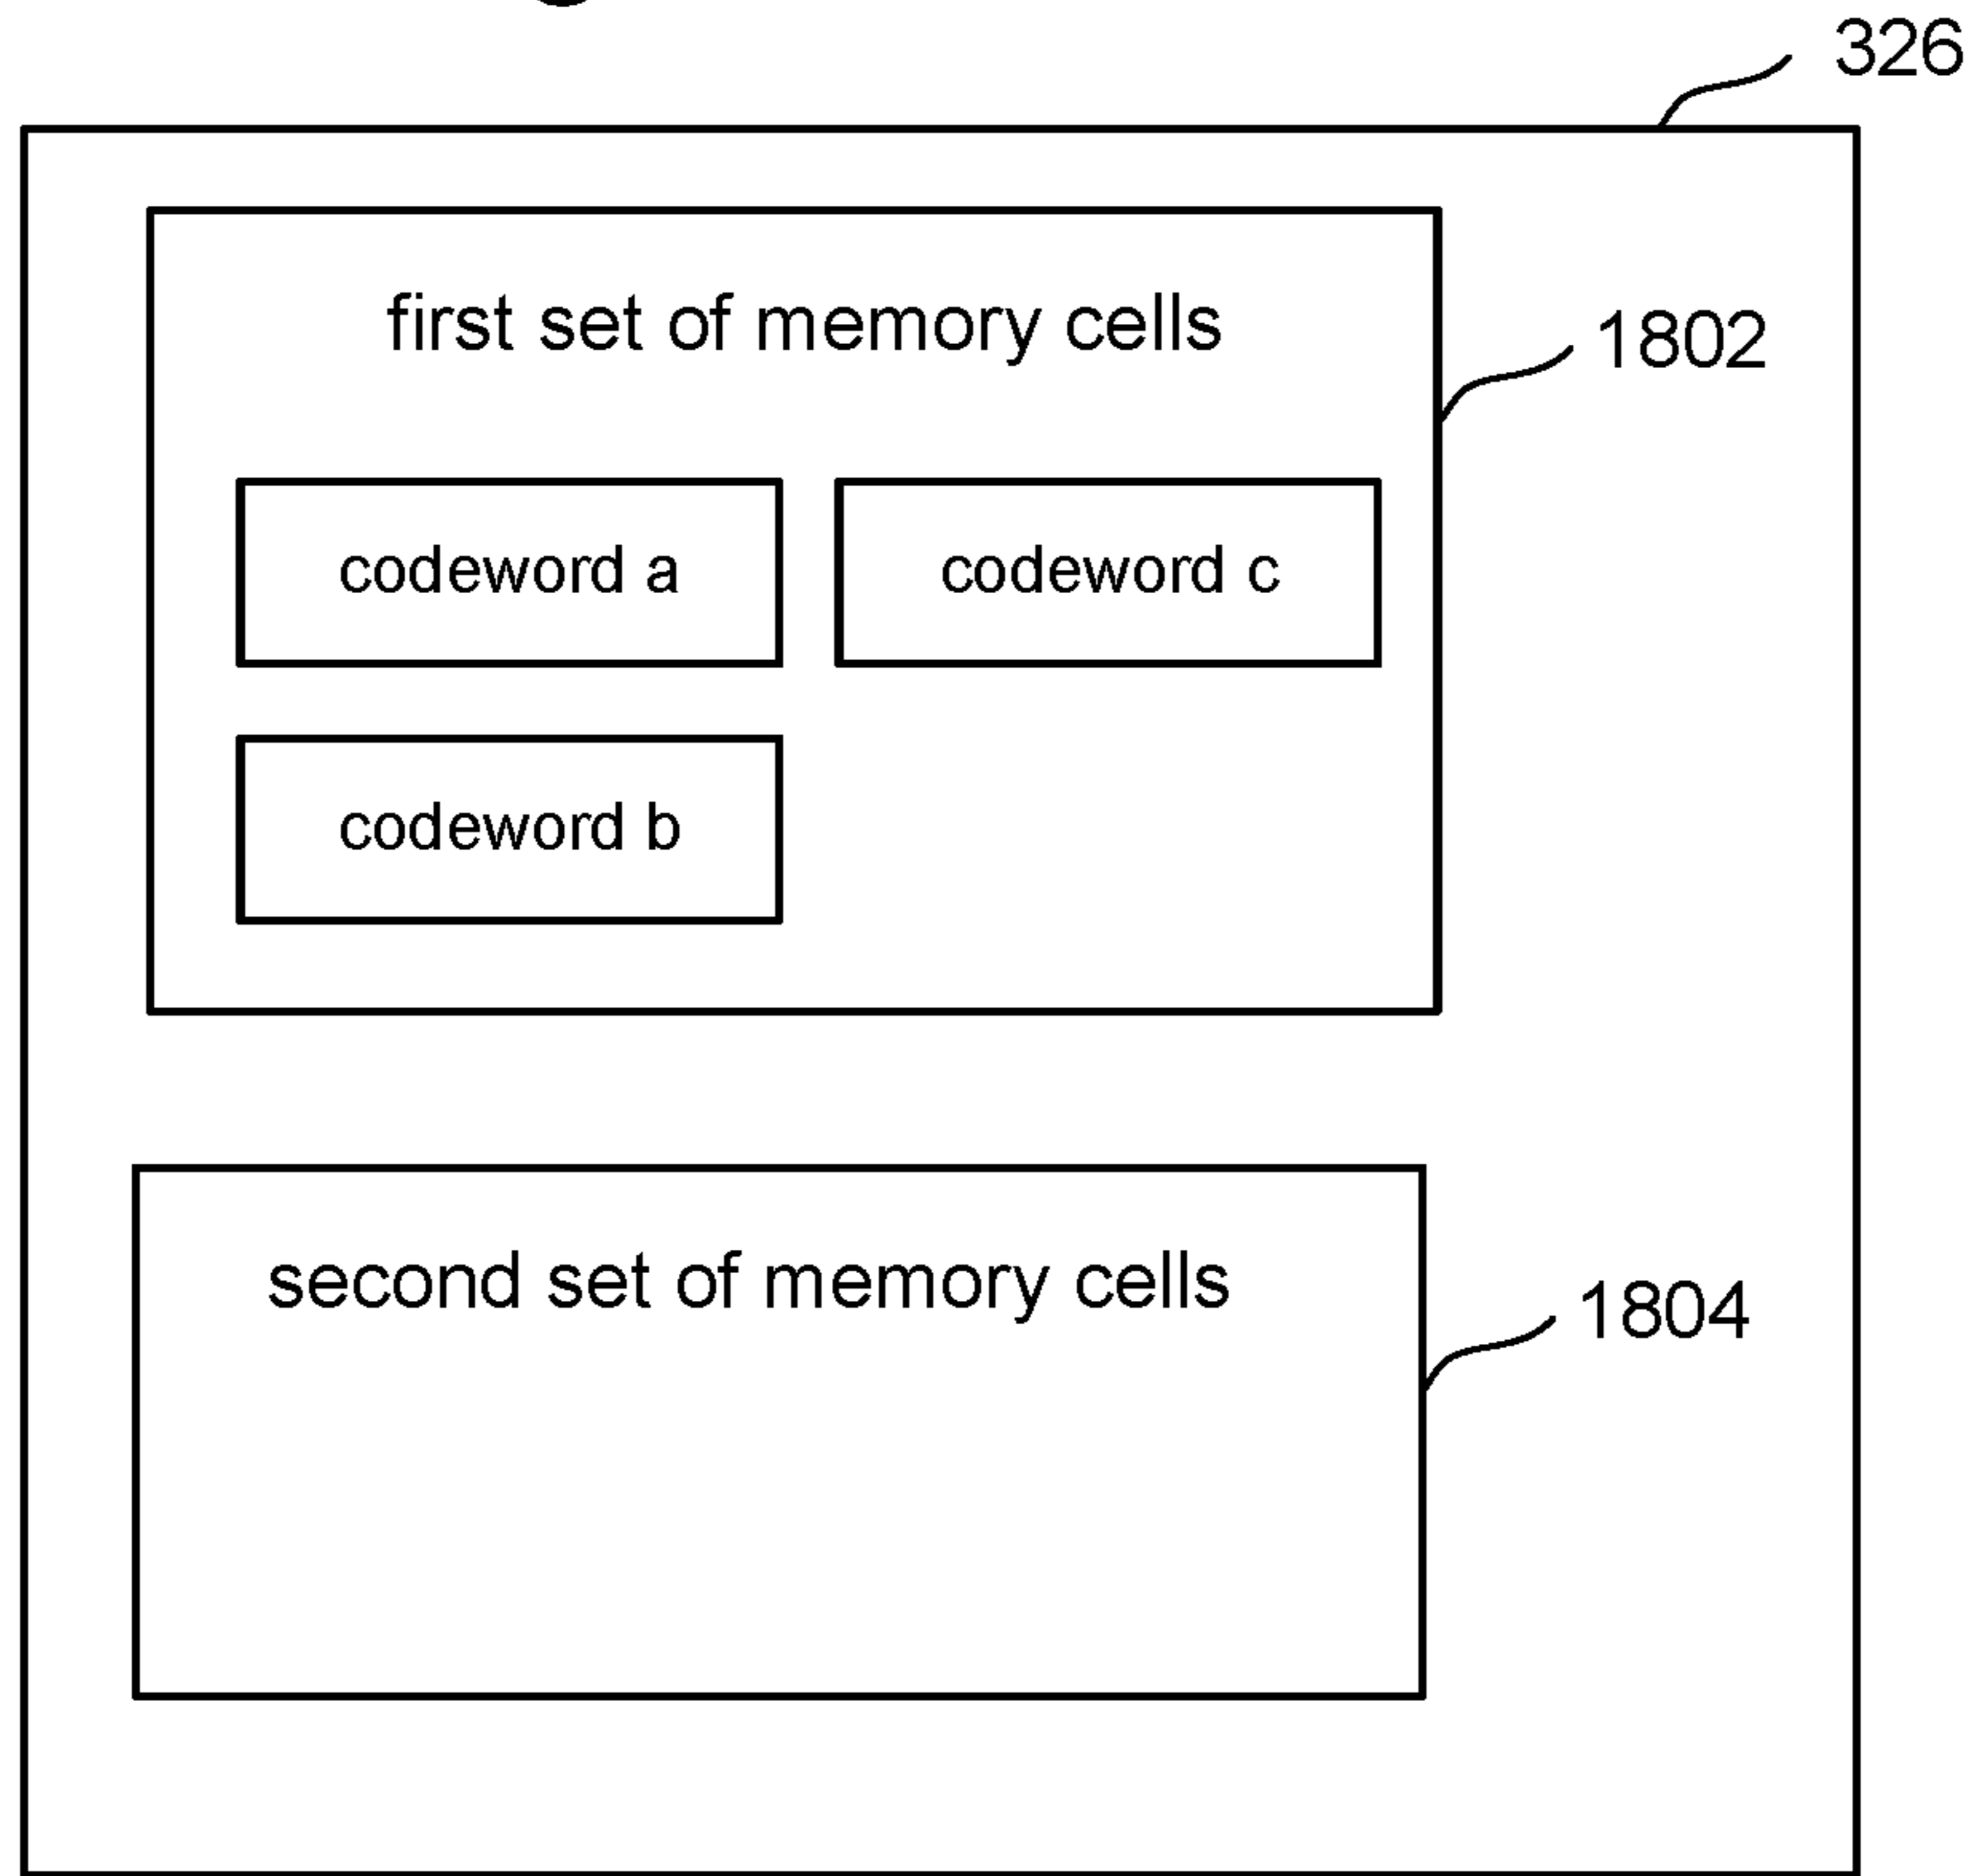 326
first set of memory cells
1802
codeword a
codeword c
codeword b
second set of memory cells
1804